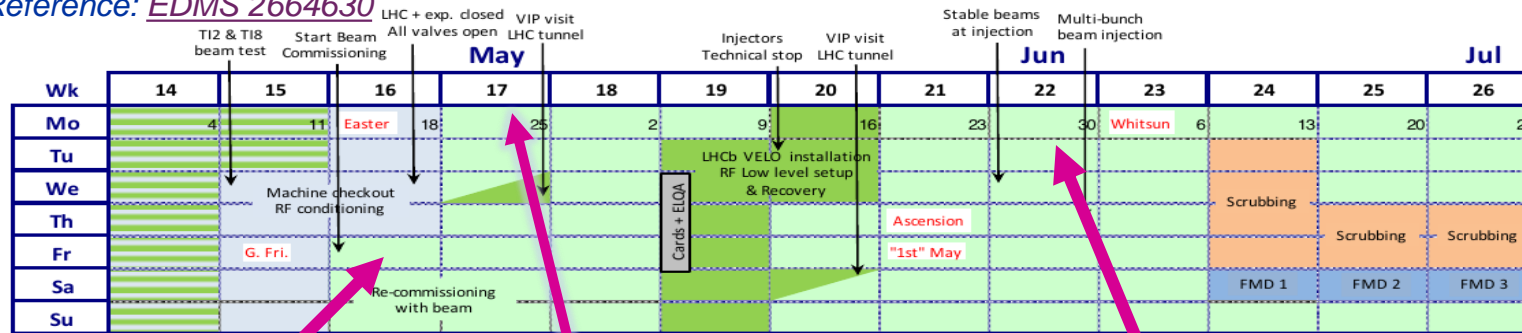 Reference: EDMS 2664630
TI2 & TI8
beam test
Start Beam
Commissioning
LHC + exp. closed
All valves open
VIP visit
LHC tunnel
Injectors
Technical stop
VIP visit
LHC tunnel
Stable beams
at injection
Multi-bunch
beam injection
May Jun Jul
Wk 14 15 16 17 18 19 20 21 22 23 24 25 26
Mo 4 11 Easter 18 25 2 9 16 23 30 Whitsun 6 13 20
Tu
We
Th
Fr
Sa
Su
Machine checkout
RF conditioning
G. Fri.
Re-commissioning
with beam
Cards + ELQA
LHCb VELO installation
RF Low level setup
& Recovery
Ascension
"1st" May
Scrubbing
Scrubbing
Scrubbing
FMD 1 FMD 2 FMD 3